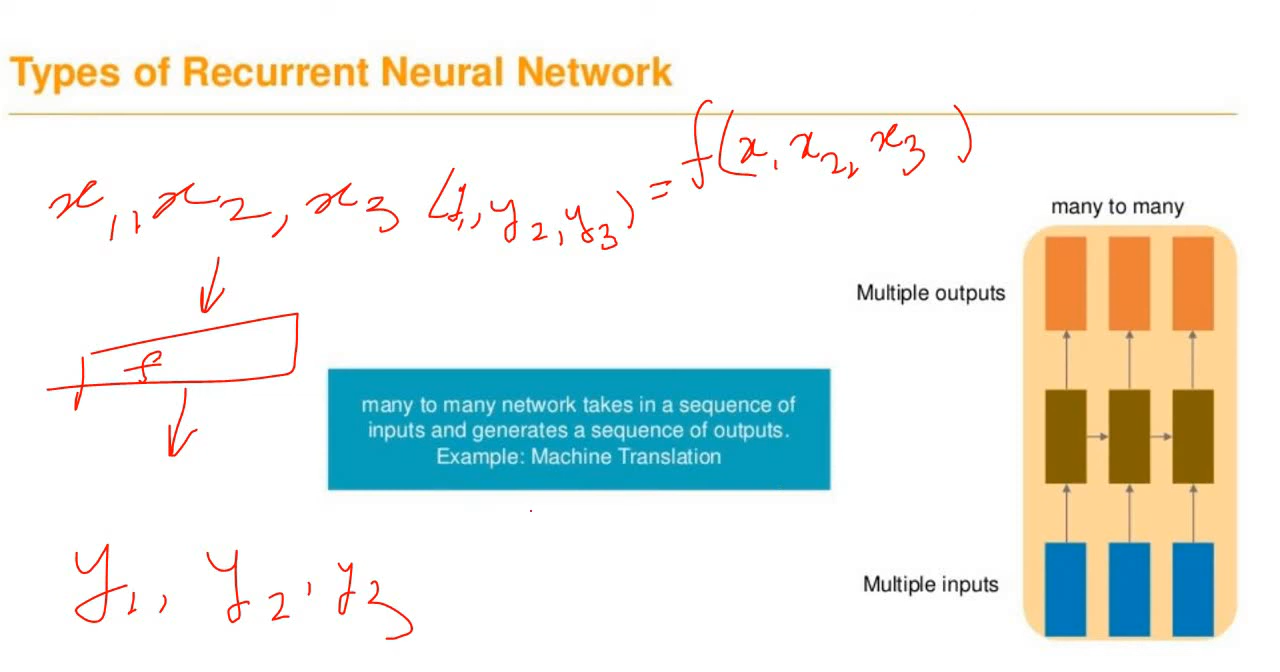 Types of Recurrent Neural Network
x₁, x₂, x₃ (y₁, y₂, y₃) = f(x, x₂, x₃)
many to many
Multiple outputs
f
many to many network takes in a sequence of
inputs and generates a sequence of outputs.
Example: Machine Translation
Multiple inputs
y₁, y₂, y₃